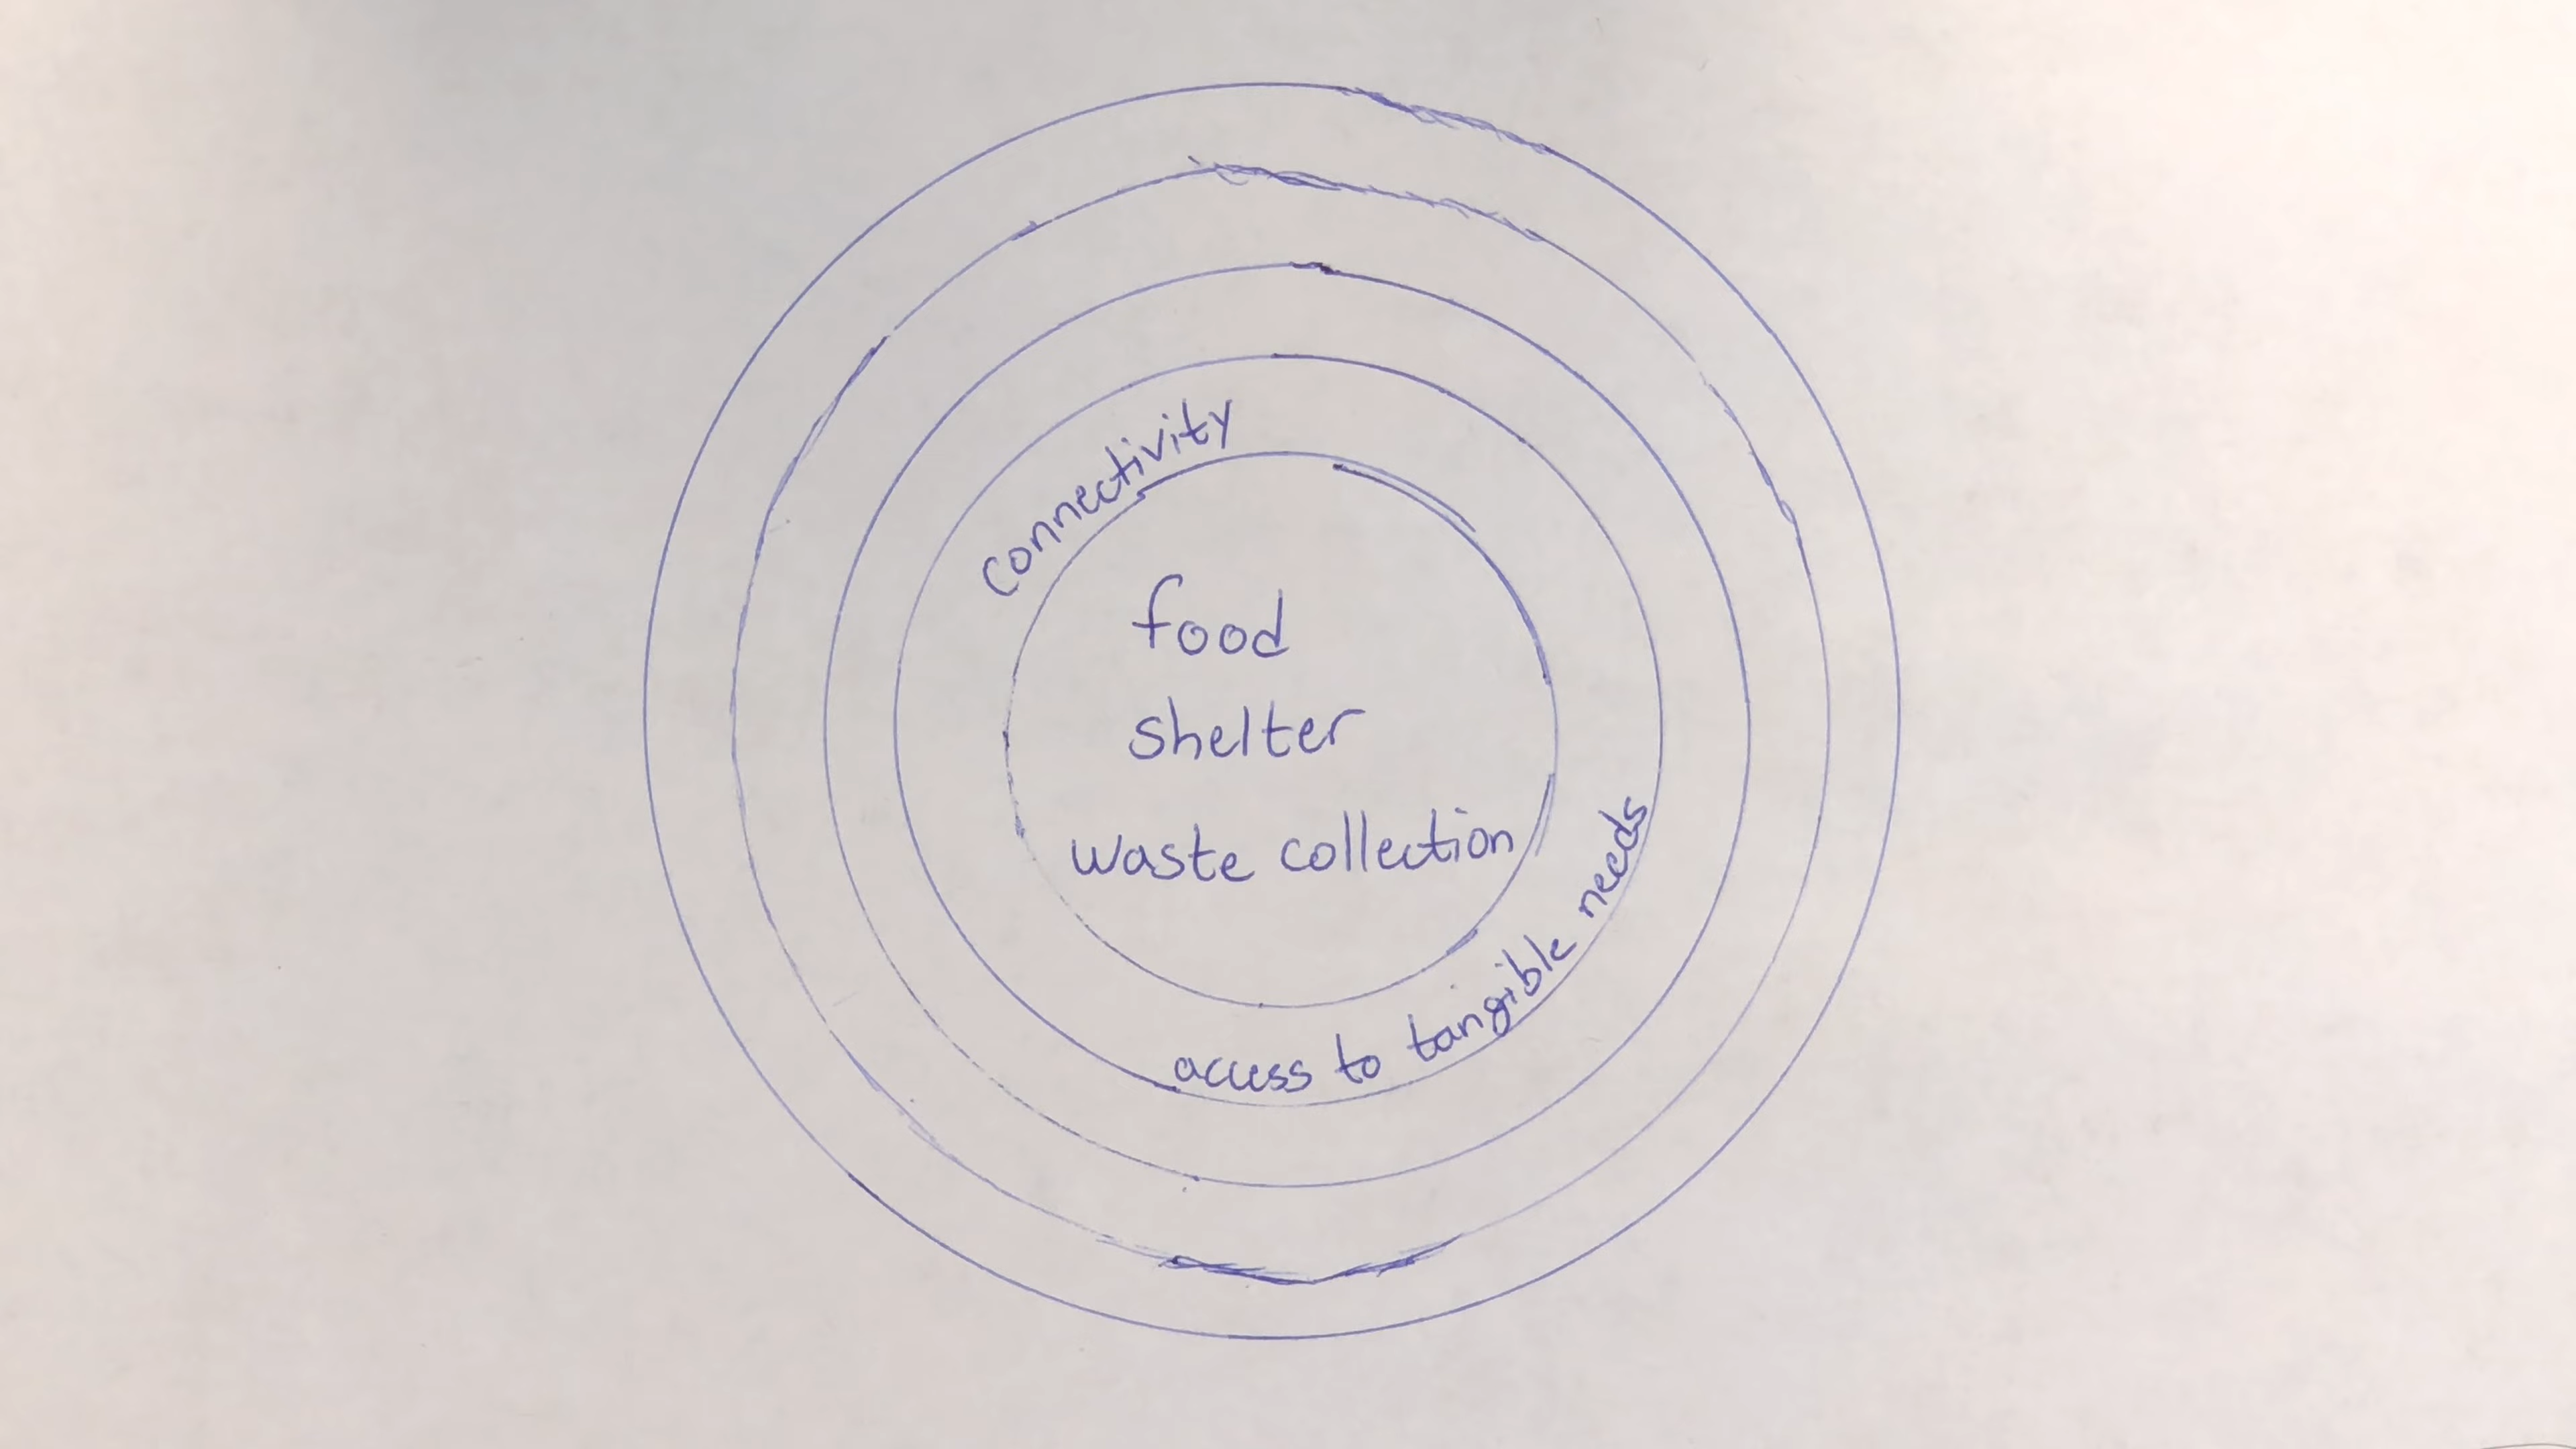 connectivity
food
shelter
waste collection
access to tangible needs